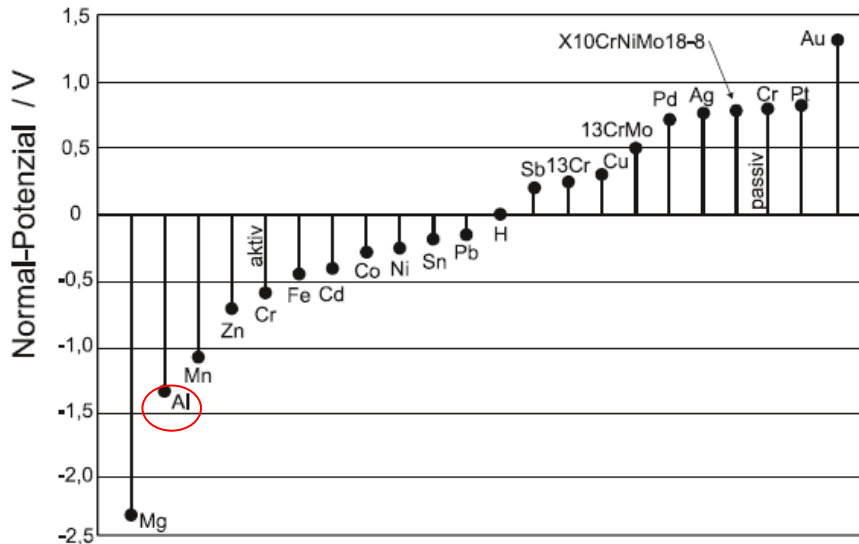 Normal-Potenzial / V
1,5
1,0
0,5
0
-0,5
-1,0
-1,5
-2,0
-2,5
Mg
Al
Mn
Zn
aktiv
Cr
Fe
Cd
Co
Ni
Sn
Pb
H
Sb
13Cr
Cu
13CrMo
Pd
Ag
X10CrNiMo18-8
Cr
passiv
Pt
Au